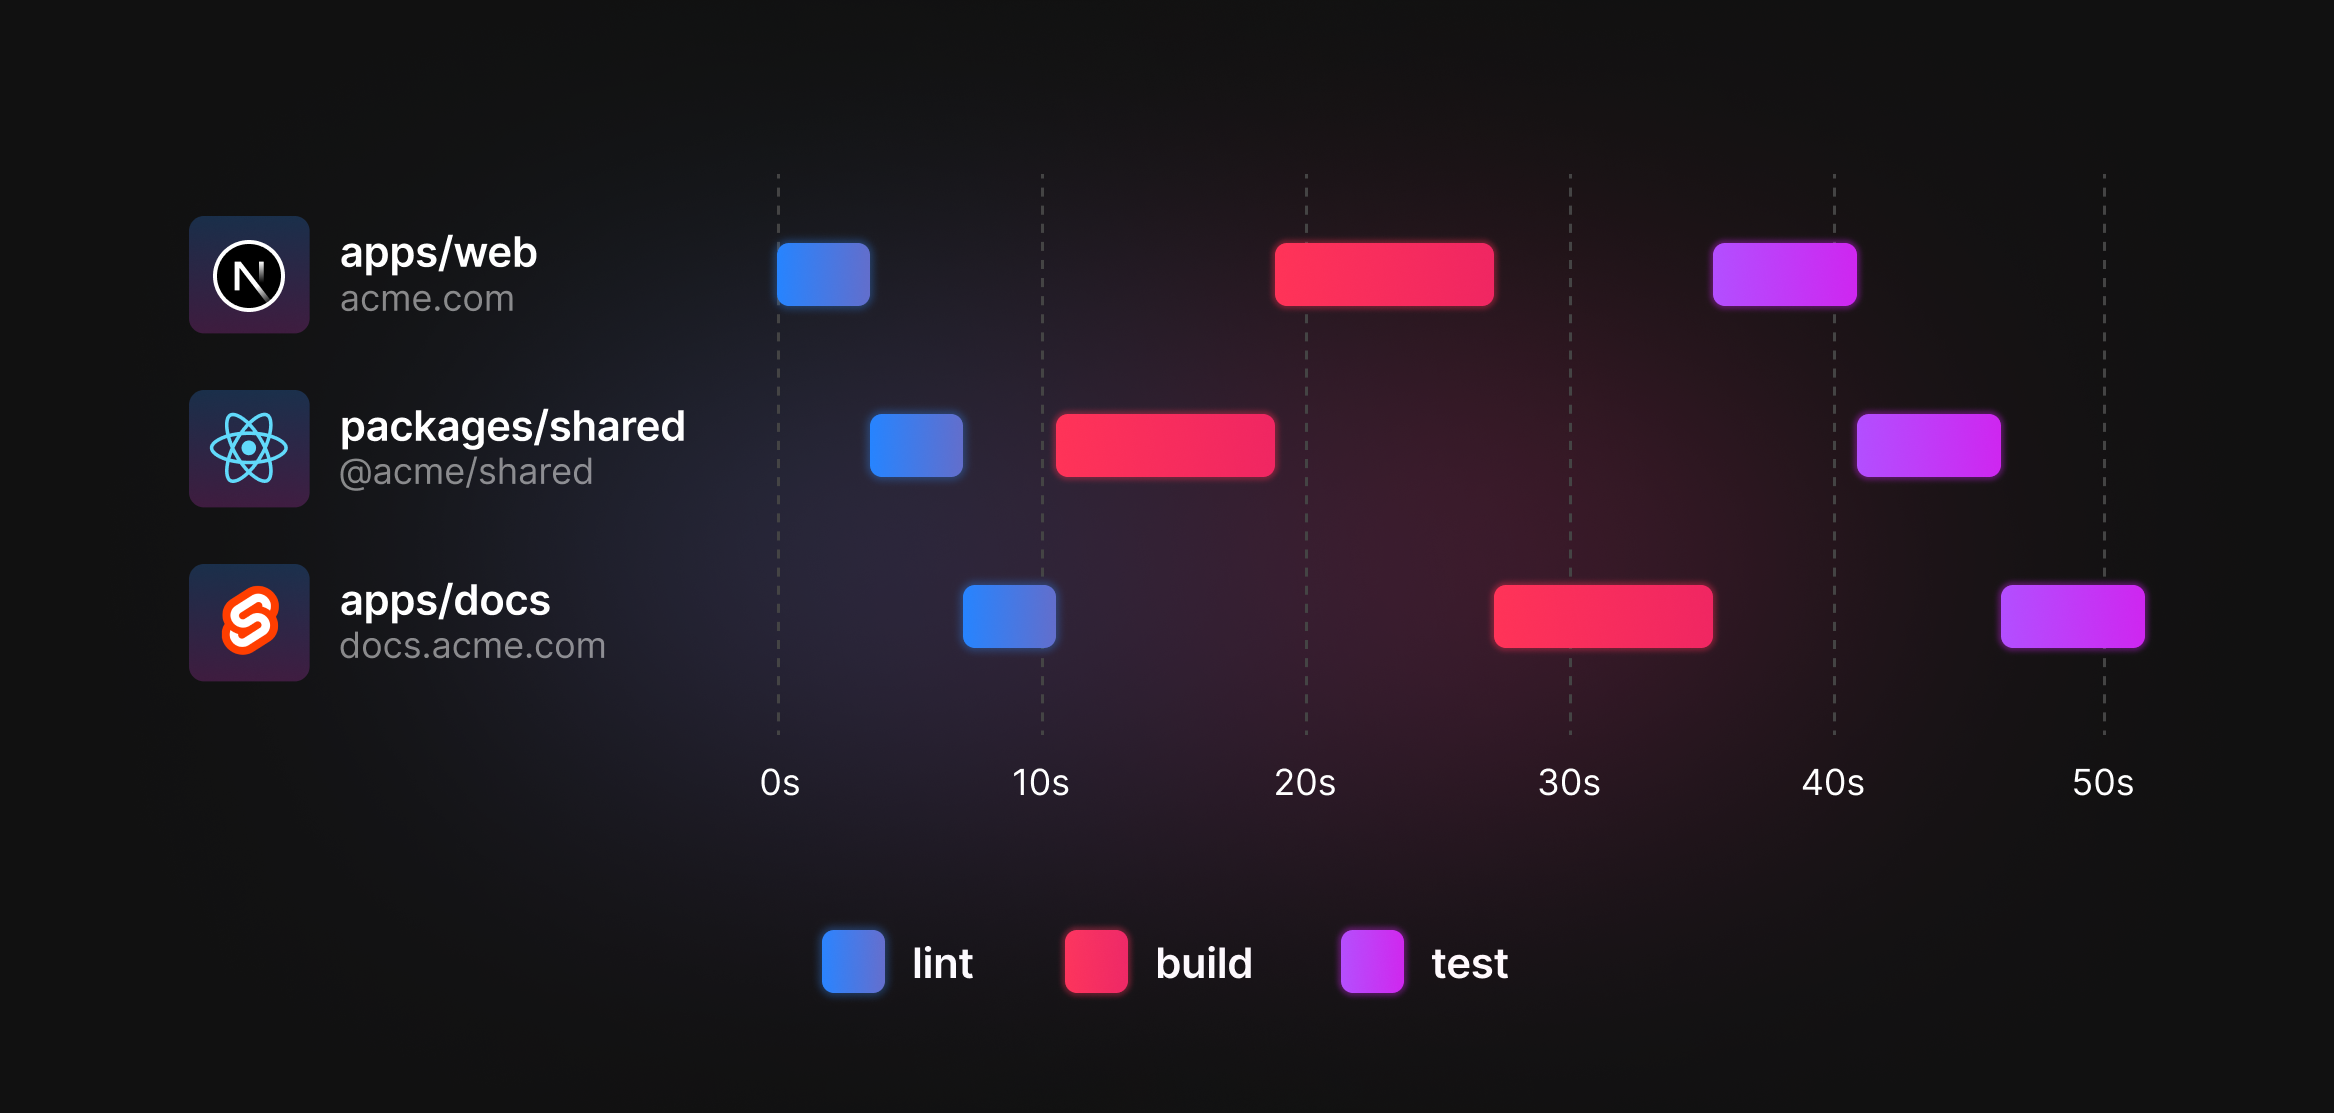 apps/web
acme.com
packages/shared
@acme/shared
apps/docs
docs.acme.com
0s 10s 20s 30s 40s 50s
lint build test